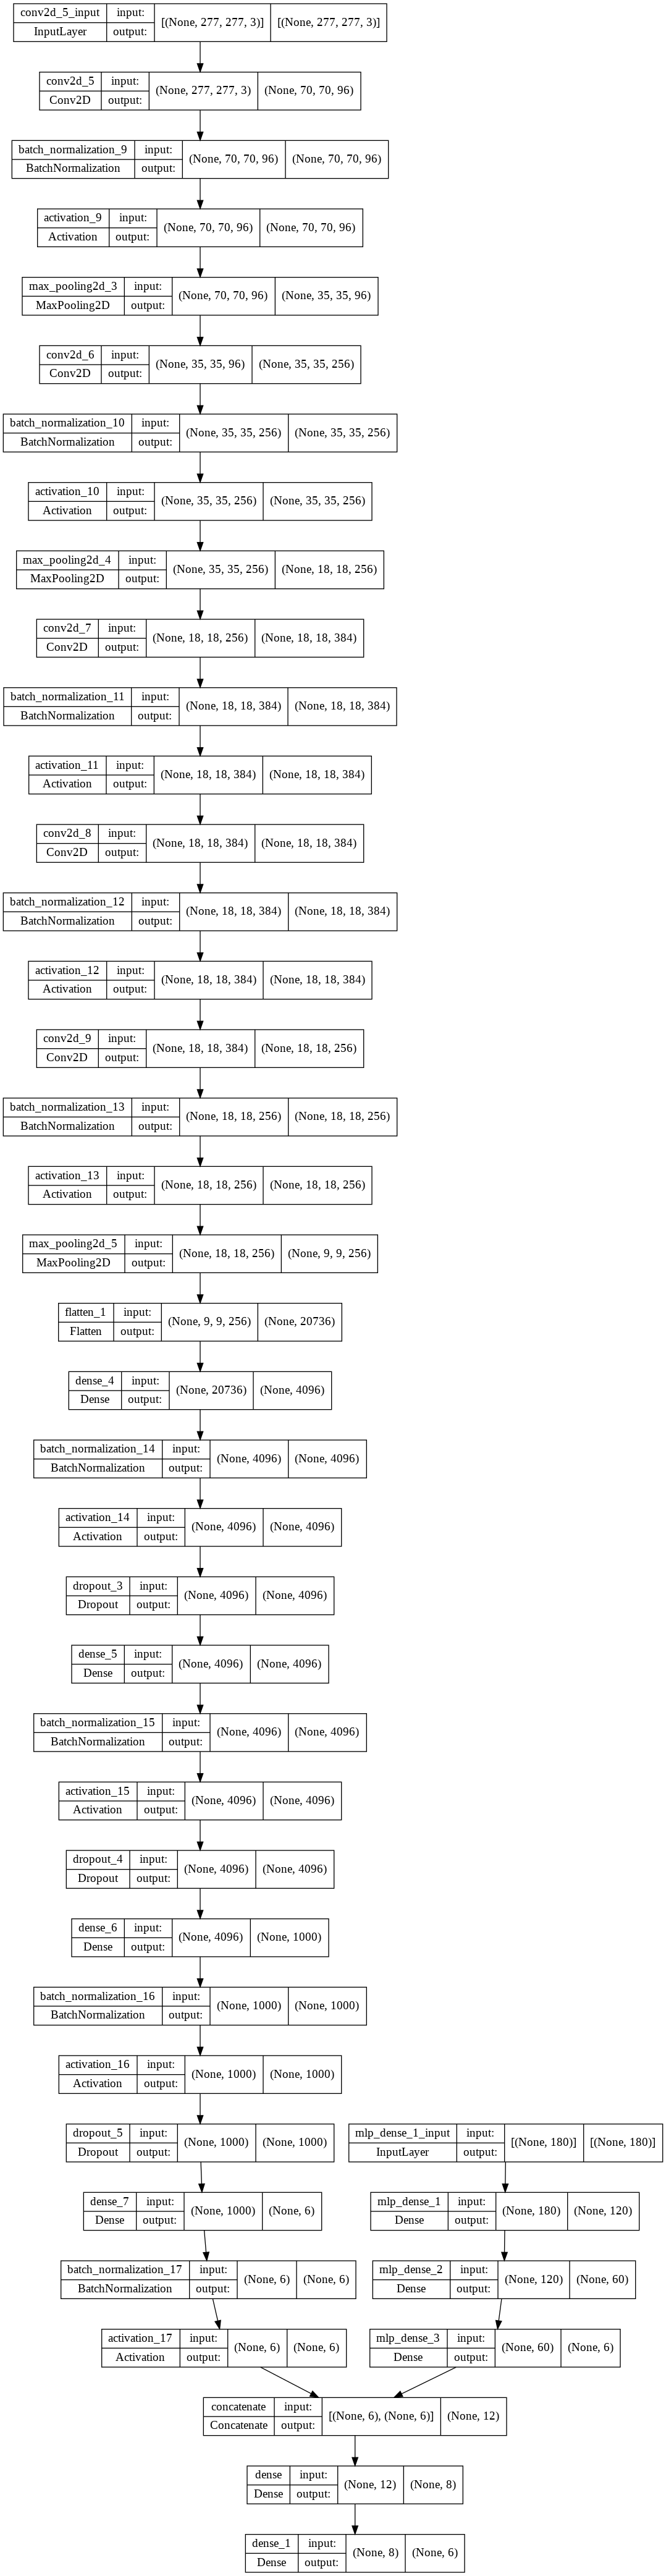 conv2d_5_input input: [(None, 277, 277, 3)] [(None, 277, 277, 3)]
InputLayer output:
conv2d_5 input: (None, 277, 277, 3) (None, 70, 70, 96)
Conv2D output:
batch_normalization_9 input: (None, 70, 70, 96) (None, 70, 70, 96)
BatchNormalization output:
activation_9 input: (None, 70, 70, 96) (None, 70, 70, 96)
Activation output:
max_pooling2d_3 input: (None, 70, 70, 96) (None, 35, 35, 96)
MaxPooling2D output:
conv2d_6 input: (None, 35, 35, 96) (None, 35, 35, 256)
Conv2D output:
batch_normalization_10 input: (None, 35, 35, 256) (None, 35, 35, 256)
BatchNormalization output:
activation_10 input: (None, 35, 35, 256) (None, 35, 35, 256)
Activation output:
max_pooling2d_4 input: (None, 35, 35, 256) (None, 18, 18, 256)
MaxPooling2D output:
conv2d_7 input: (None, 18, 18, 256) (None, 18, 18, 384)
Conv2D output:
batch_normalization_11 input: (None, 18, 18, 384) (None, 18, 18, 384)
BatchNormalization output:
activation_11 input: (None, 18, 18, 384) (None, 18, 18, 384)
Activation output:
conv2d_8 input: (None, 18, 18, 384) (None, 18, 18, 384)
Conv2D output:
batch_normalization_12 input: (None, 18, 18, 384) (None, 18, 18, 384)
BatchNormalization output:
activation_12 input: (None, 18, 18, 384) (None, 18, 18, 384)
Activation output:
conv2d_9 input: (None, 18, 18, 384) (None, 18, 18, 256)
Conv2D output:
batch_normalization_13 input: (None, 18, 18, 256) (None, 18, 18, 256)
BatchNormalization output:
activation_13 input: (None, 18, 18, 256) (None, 18, 18, 256)
Activation output:
max_pooling2d_5 input: (None, 18, 18, 256) (None, 9, 9, 256)
MaxPooling2D output:
flatten_1 input: (None, 9, 9, 256) (None, 20736)
Flatten output:
dense_4 input: (None, 20736) (None, 4096)
Dense output:
batch_normalization_14 input: (None, 4096) (None, 4096)
BatchNormalization output:
activation_14 input: (None, 4096) (None, 4096)
Activation output:
dropout_3 input: (None, 4096) (None, 4096)
Dropout output:
dense_5 input: (None, 4096) (None, 4096)
Dense output:
batch_normalization_15 input: (None, 4096) (None, 4096)
BatchNormalization output:
activation_15 input: (None, 4096) (None, 4096)
Activation output:
dropout_4 input: (None, 4096) (None, 4096)
Dropout output:
dense_6 input: (None, 4096) (None, 1000)
Dense output:
batch_normalization_16 input: (None, 1000) (None, 1000)
BatchNormalization output:
activation_16 input: (None, 1000) (None, 1000)
Activation output:
dropout_5 input: (None, 1000) (None, 1000)
Dropout output:
mlp_dense_1_input input: [(None, 180)] [(None, 180)]
InputLayer output:
dense_7 input: (None, 1000) (None, 6)
Dense output:
mlp_dense_1 input: (None, 180) (None, 120)
Dense output:
batch_normalization_17 input: (None, 6) (None, 6)
BatchNormalization output:
mlp_dense_2 input: (None, 120) (None, 60)
Dense output:
activation_17 input: (None, 6) (None, 6)
Activation output:
mlp_dense_3 input: (None, 60) (None, 6)
Dense output:
concatenate input: [(None, 6), (None, 6)] (None, 12)
Concatenate output:
dense input: (None, 12) (None, 8)
Dense output:
dense_1 input: (None, 8) (None, 6)
Dense output: